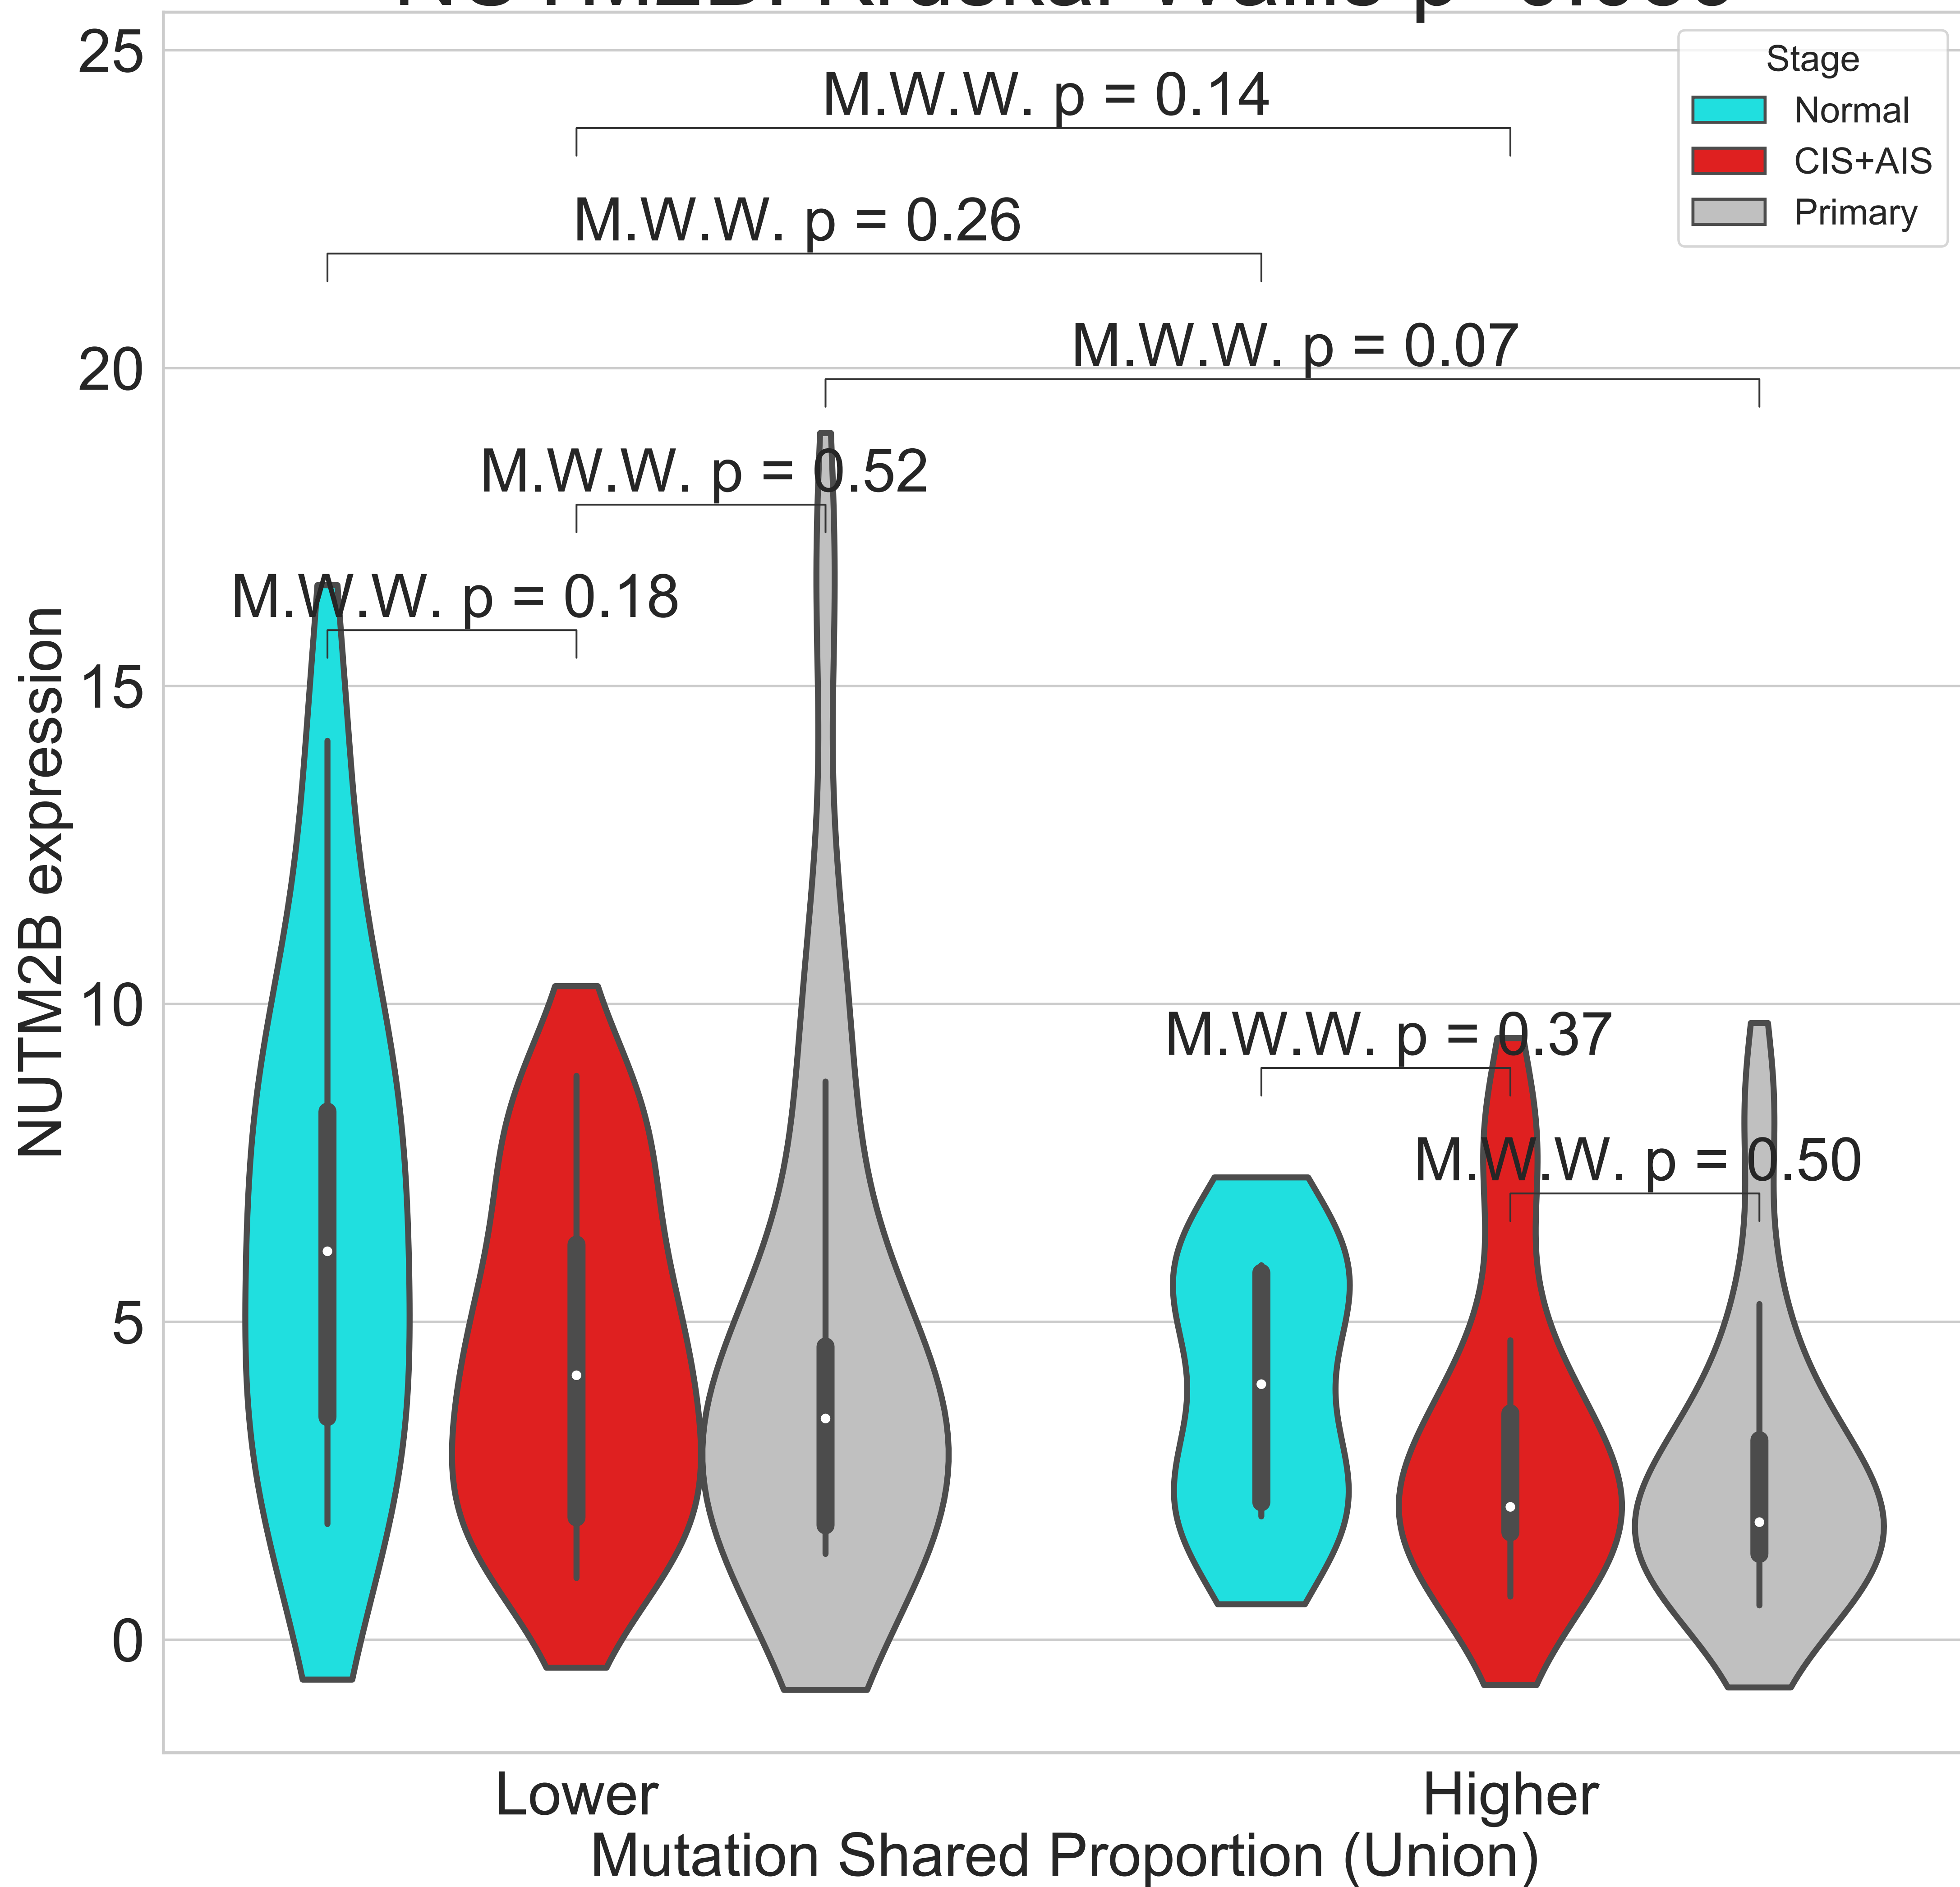 25
M.W.W. p = 0.14
Stage
Normal
CIS+AIS
Primary
M.W.W. p = 0.26
20
M.W.W. p = 0.07
M.W.W. p = 0.52
M.W.W. p = 0.18
15
NUTM2B expression
10
M.W.W. p = 0.37
M.W.W. p = 0.50
5
0
Lower
Higher
Mutation Shared Proportion (Union)